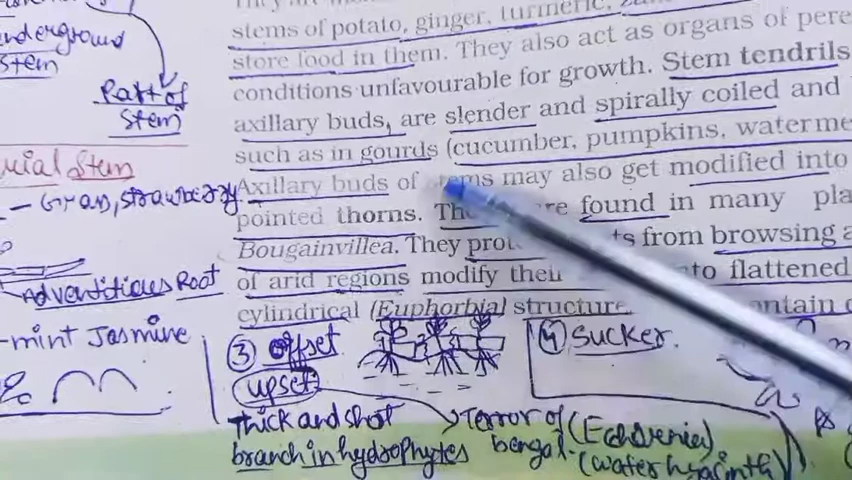 stems of potato, ginger, turmeric,
store food in them. They also act as organs of pere
conditions unfavourable for growth. Stem tendrils
axillary buds, are slender and spirally coiled and
such as in gourds (cucumber, pumpkins, waterme
Axillary buds of stems may also get modified into
pointed thorns. found in many pla
Bougainvillea. They from browsing a
of arid regions modify flattened
cylindrical (Euphorbia) structure
nderground
stem
Part of
stem
stem
Grass, strawberry
Adventitious Root
mint Jasmine
③ offset
upset
Thick and short
branch in hydrophytes
Terror of
bengal
(water hyacinth)
④ Sucker